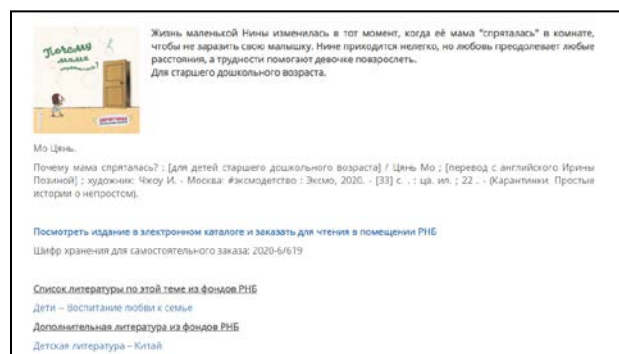 Почему
мама
спряталась?
Жизнь маленькой Нины изменилась в тот момент, когда её мама "спряталась" в комнате,
чтобы не заразить свою малышку. Нине приходится нелегко, но любовь преодолевает любые
расстояния, а трудности помогают девочке повзрослеть.
Для старшего дошкольного возраста.
Мо Цянь.
Почему мама спряталась? : [для детей старшего дошкольного возраста] / Цянь Мо ; [перевод с английского Ирины
Позиной] ; художник: Чжоу И. - Москва: #эксмодетство : Эксмо, 2020. - [33] с. . : цв. ил. ; 22 . - (Карантинки. Простые
истории о непростом).
Посмотреть издание в электронном каталоге и заказать для чтения в помещении РНБ
Шифр хранения для самостоятельного заказа: 2020-6/619
Список литературы по этой теме из фондов РНБ
Дети -- Воспитание любви к семье
Дополнительная литература из фондов РНБ
Детская литература – Китай